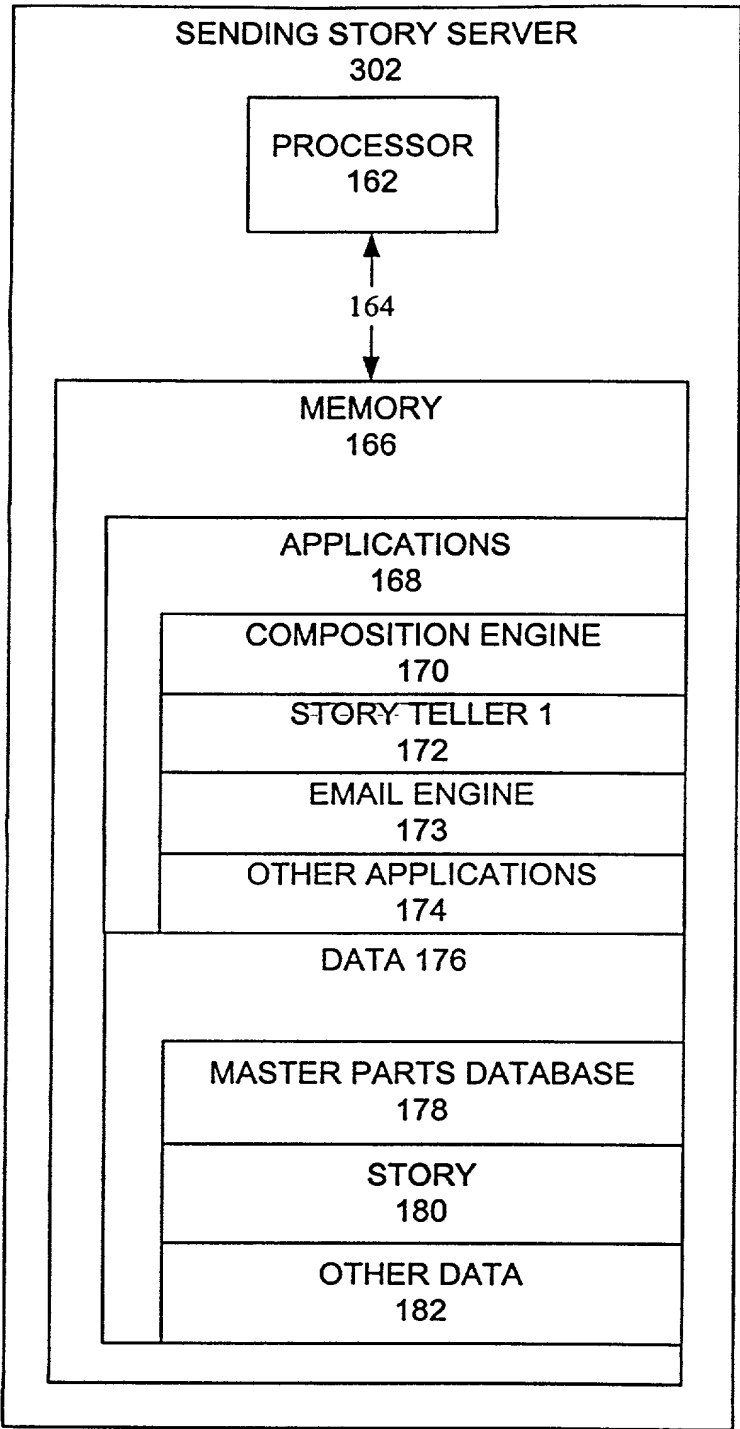 SENDING STORY SERVER
302
PROCESSOR
162
164
MEMORY
166
APPLICATIONS
168
COMPOSITION ENGINE
170
STORY TELLER 1
172
EMAIL ENGINE
173
OTHER APPLICATIONS
174
DATA 176
MASTER PARTS DATABASE
178
STORY
180
OTHER DATA
182